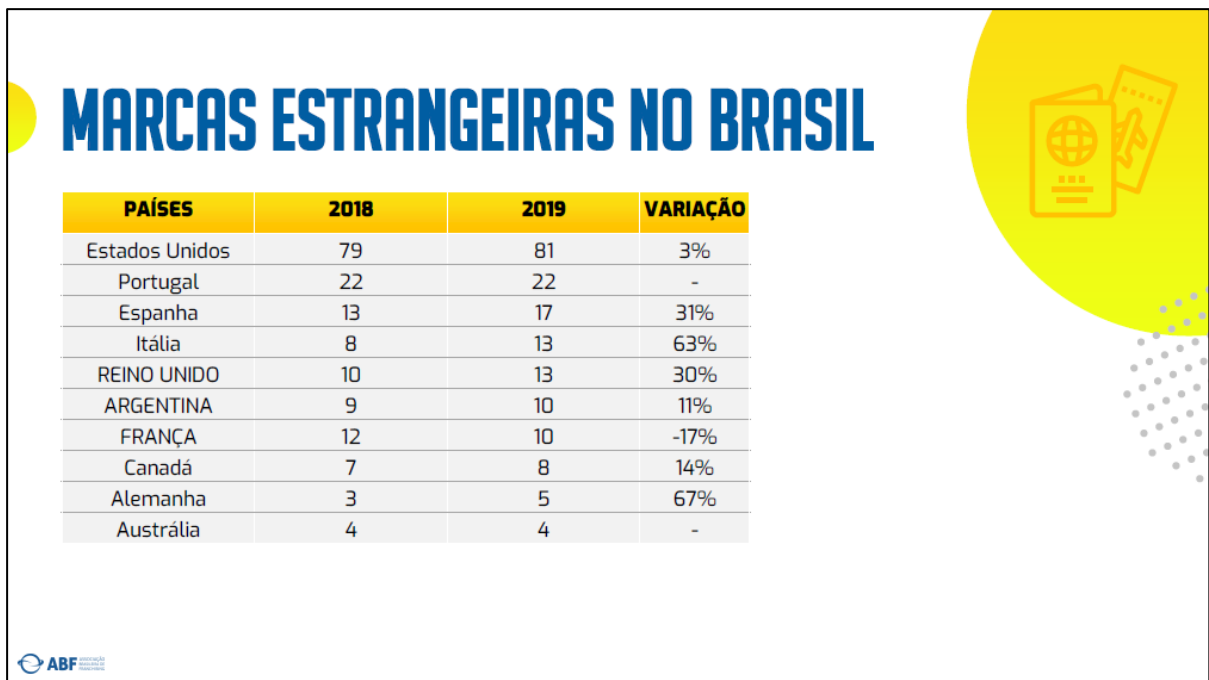 MARCAS ESTRANGEIRAS NO BRASIL
PAÍSES 2018 2019 VARIAÇÃO
Estados Unidos 79 81 3%
Portugal 22 22 -
Espanha 13 17 31%
Itália 8 13 63%
REINO UNIDO 10 13 30%
ARGENTINA 9 10 11%
FRANÇA 12 10 -17%
Canadá 7 8 14%
Alemanha 3 5 67%
Austrália 4 4 -
ABF